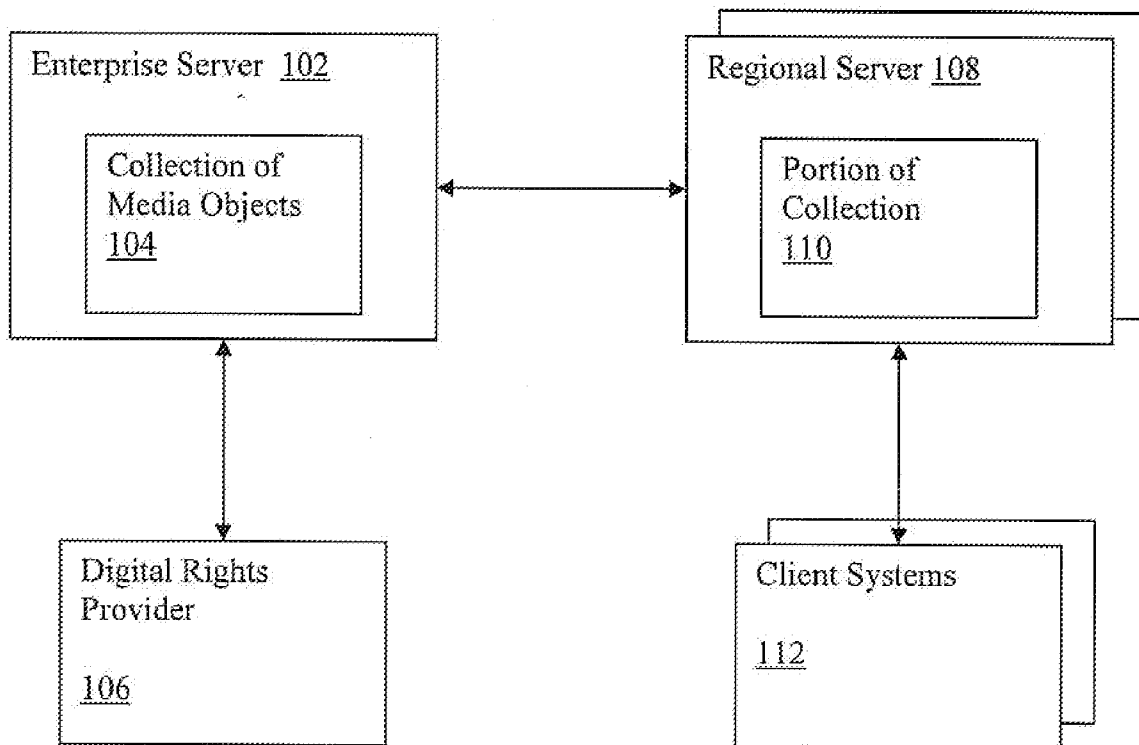 Enterprise Server 102
Collection of
Media Objects
104
Regional Server 108
Portion of
Collection
110
Digital Rights
Provider
106
Client Systems
112